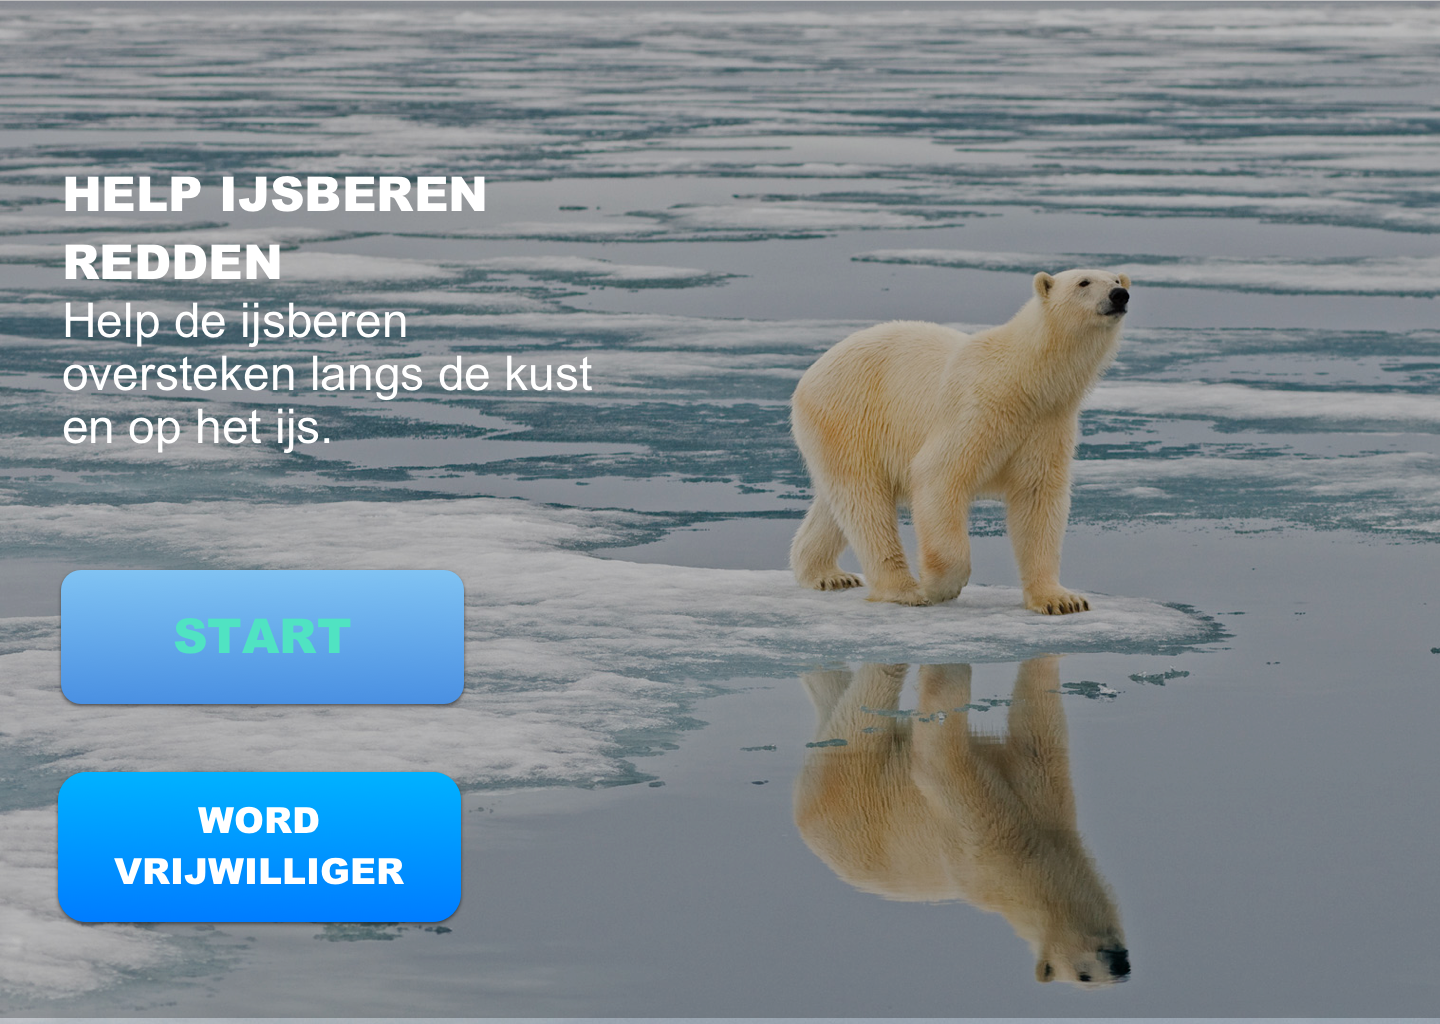 HELP IJSBEREN
REDDEN
Help de ijsberen
oversteken langs de kust
en op het ijs.
START
WORD
VRIJWILLIGER